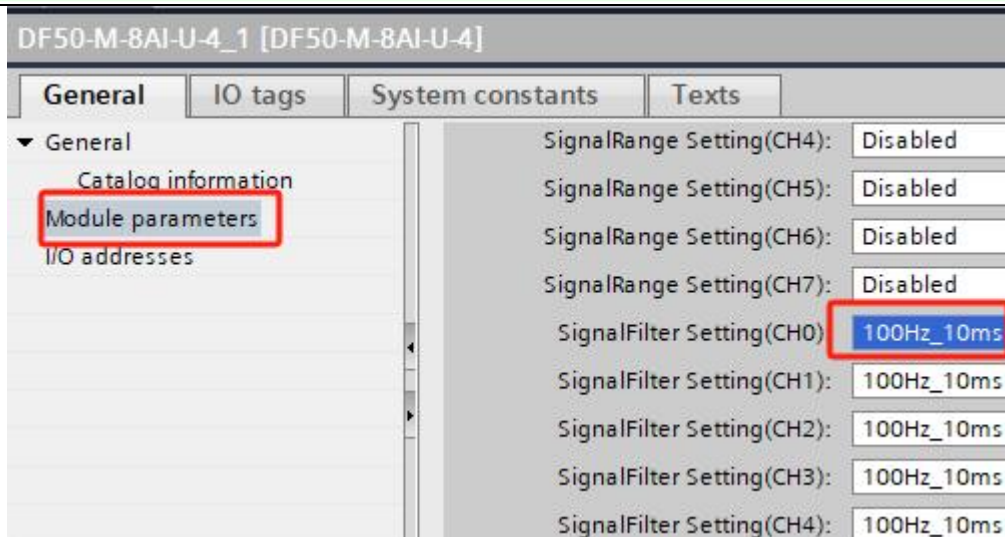 DF50-M-8AI-U-4_1 [DF50-M-8AI-U-4]
General IO tags System constants Texts
General
Catalog information
Module parameters
I/O addresses
SignalRange Setting(CH4): Disabled
SignalRange Setting(CH5): Disabled
SignalRange Setting(CH6): Disabled
SignalRange Setting(CH7): Disabled
SignalFilter Setting(CH0) 100Hz_10ms
SignalFilter Setting(CH1): 100Hz_10ms
SignalFilter Setting(CH2): 100Hz_10ms
SignalFilter Setting(CH3): 100Hz_10ms
SignalFilter Setting(CH4): 100Hz_10ms